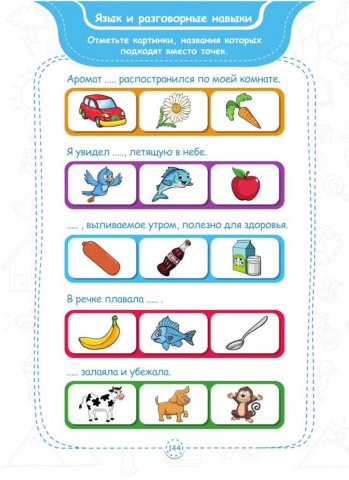 Язык и разговорные навыки
Отметьте картинки, названия которых
подходят вместо точек.
Аромат ..... распостранился по моей комнате.
Я увидел ....., летящую в небе.
..... , выпиваемое утром, полезно для здоровья.
В речке плавала ..... .
..... залаяла и убежала.
144